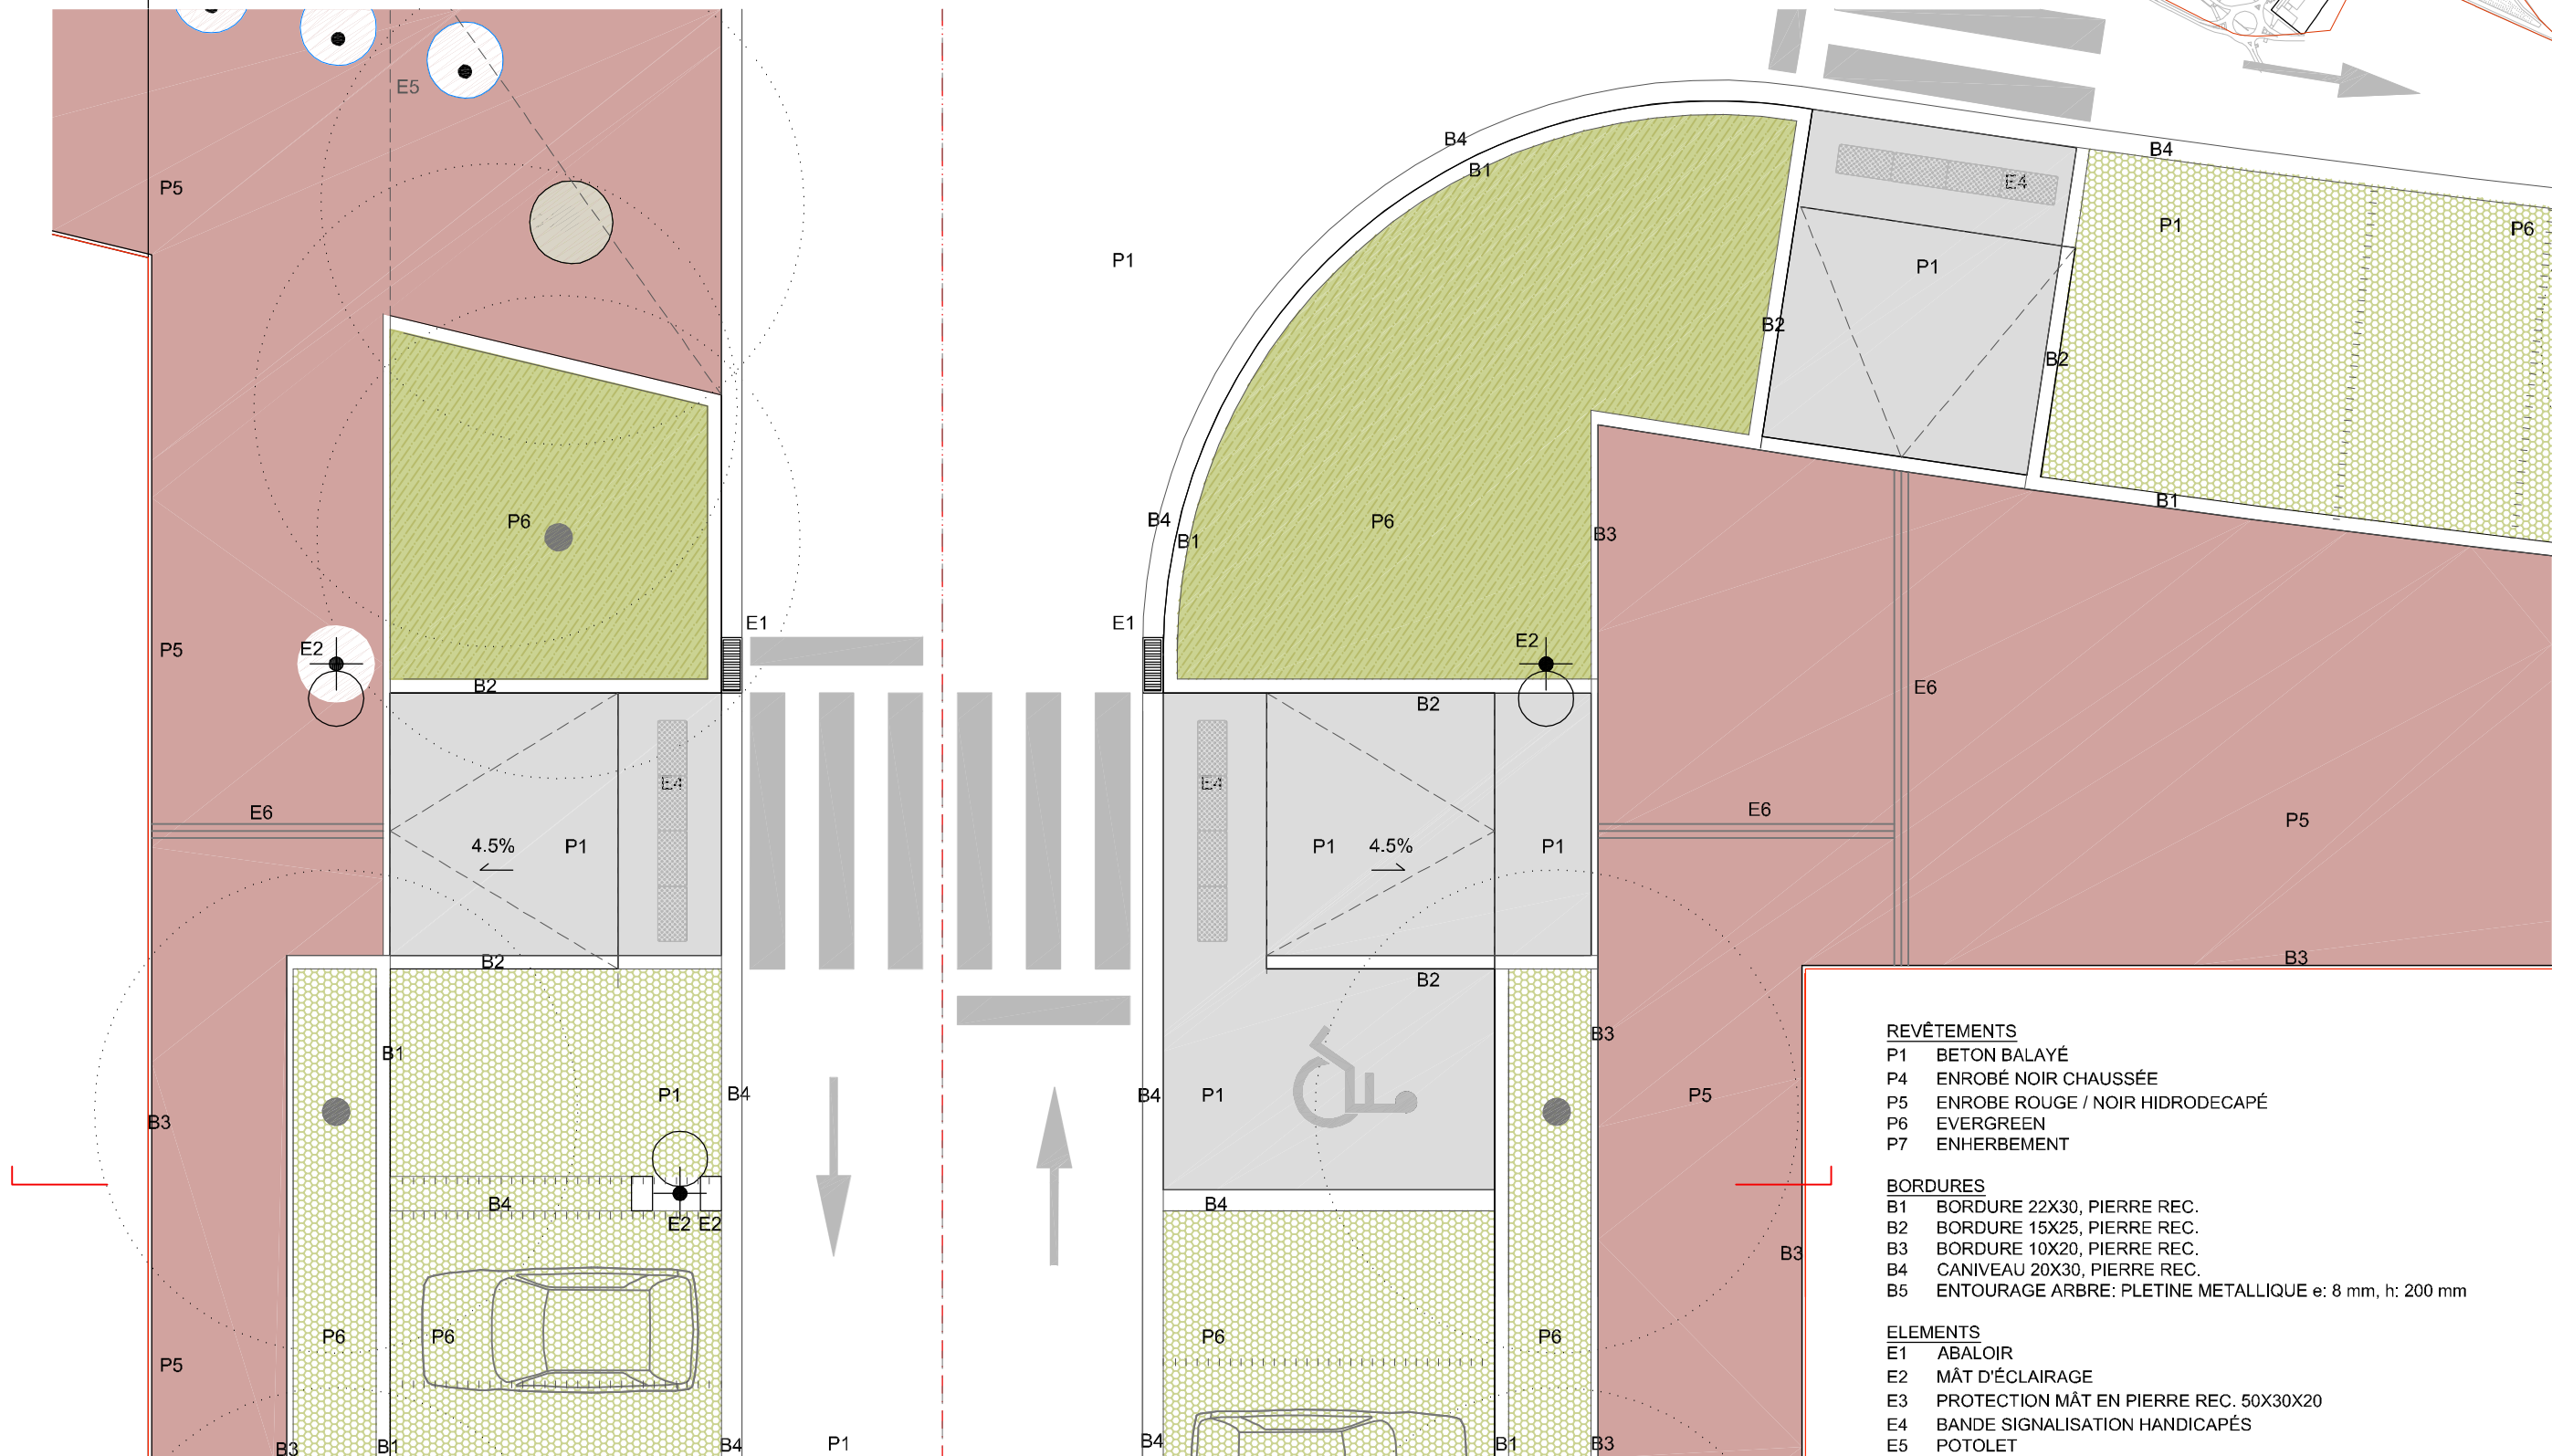 E5
B4
B1
B4
P5
E4
P1
P6
P1
P1
B2
B2
P6
P6
B4
B1
B3
B1
E1
E1
P5
E2
E2
B2
B2
E6
E4
E4
E6
E6
P5
4.5%
P1
P1
4.5%
P1
B2
B2
B3
B3
B1
P1
B4
B4
P1
P5
B3
B4
E2
E2
B4
B3
P6
P6
P6
P6
P5
B3
B1
B4
P1
B4
B1
B3
REVÊTEMENTS
P1 BETON BALAYÉ
P4 ENROBÉ NOIR CHAUSSÉE
P5 ENROBE ROUGE / NOIR HIDRODECAPÉ
P6 EVERGREEN
P7 ENHERBEMENT
BORDURES
B1 BORDURE 22X30, PIERRE REC.
B2 BORDURE 15X25, PIERRE REC.
B3 BORDURE 10X20, PIERRE REC.
B4 CANIVEAU 20X30, PIERRE REC.
B5 ENTOURAGE ARBRE: PLETINE METALLIQUE e: 8 mm, h: 200 mm
ELEMENTS
E1 ABALOIR
E2 MÂT D'ÉCLAIRAGE
E3 PROTECTION MÂT EN PIERRE REC. 50X30X20
E4 BANDE SIGNALISATION HANDICAPÉS
E5 POTOLET